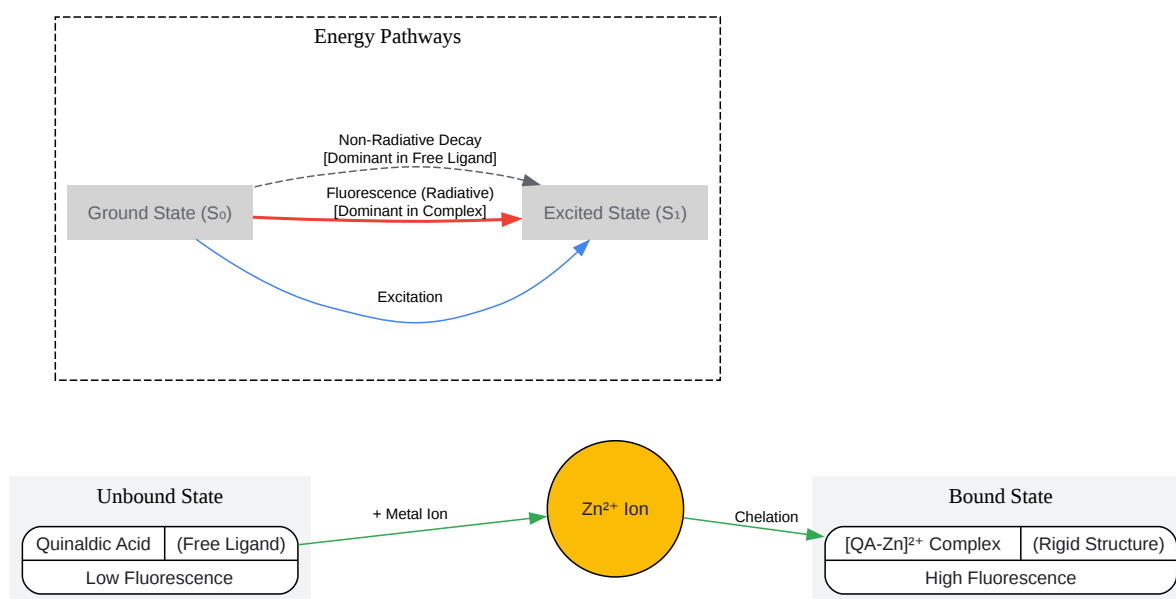 Energy Pathways
Non-Radiative Decay
[Dominant in Free Ligand]
Fluorescence (Radiative)
[Dominant in Complex]
Ground State (S₀)
Excited State (S₁)
Excitation
Unbound State
Quinaldic Acid
(Free Ligand)
Low Fluorescence
+ Metal Ion
Zn²⁺ Ion
Chelation
Bound State
[QA-Zn]²⁺ Complex
(Rigid Structure)
High Fluorescence